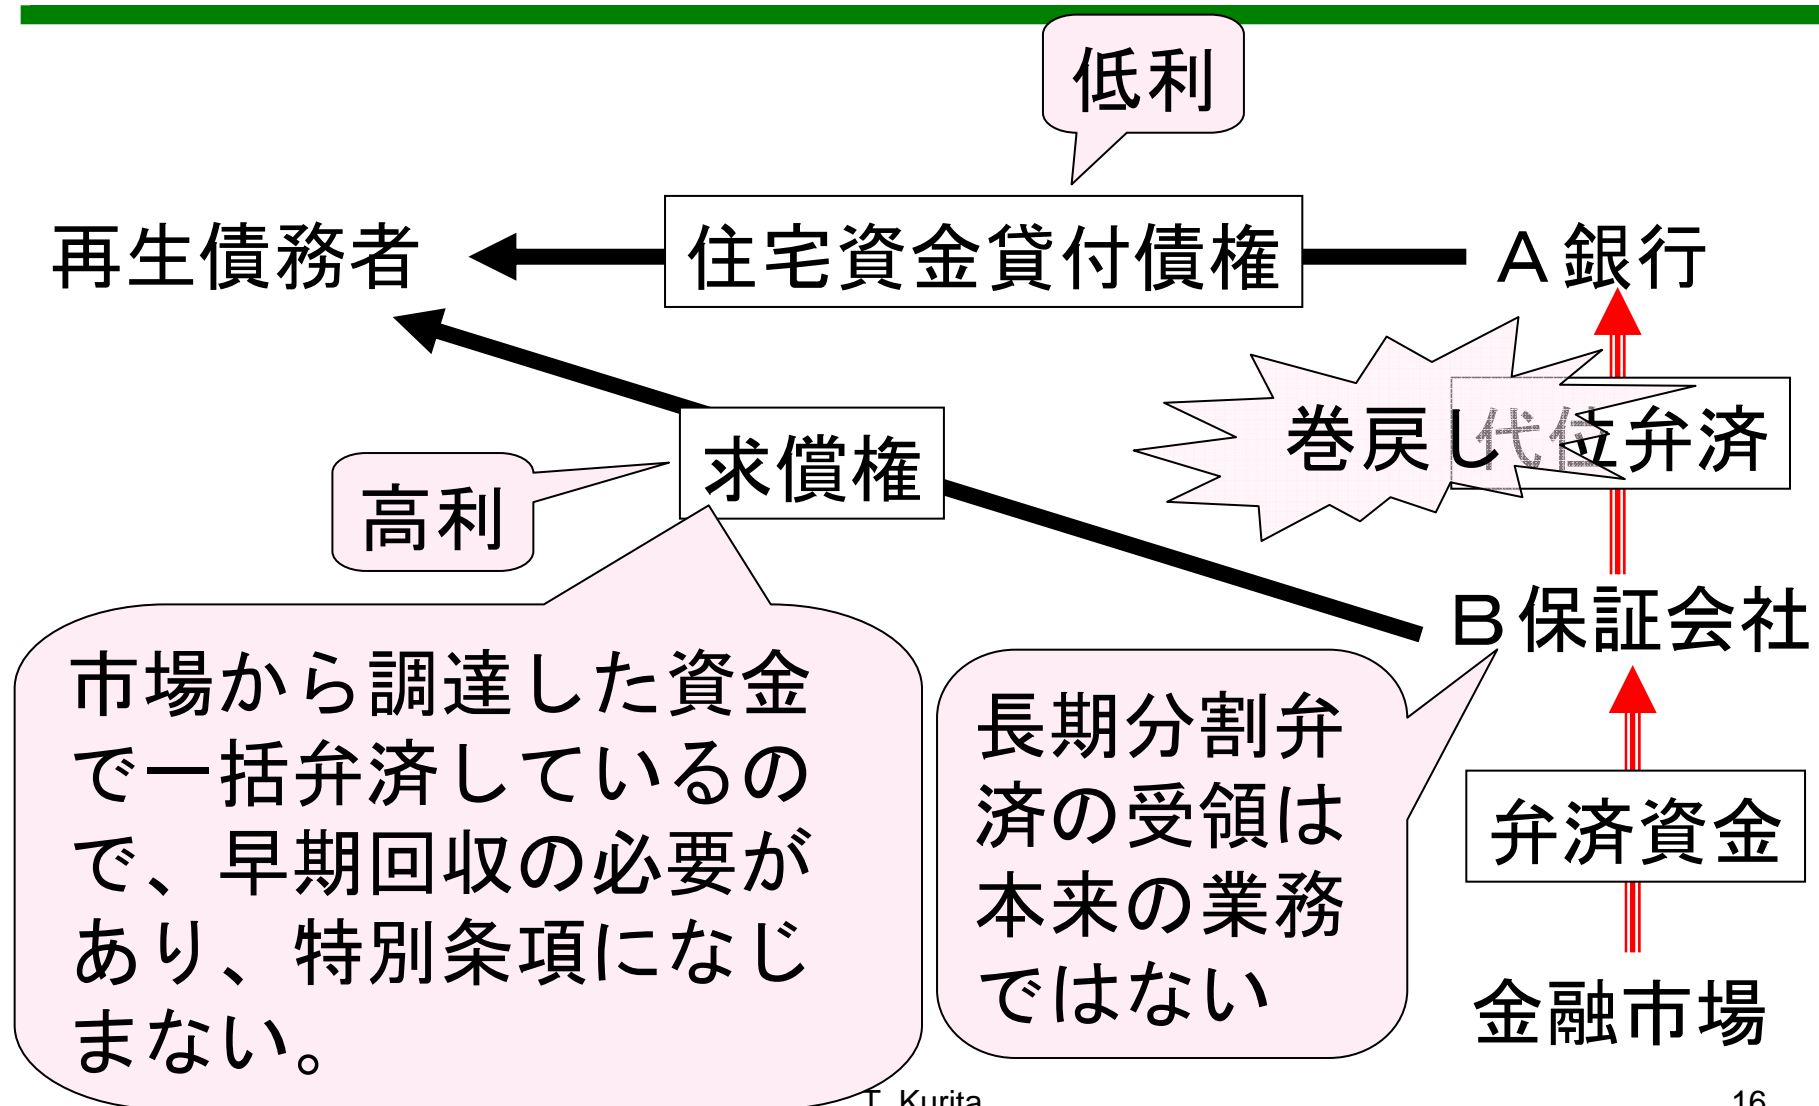 低利
再生債務者
住宅資金貸付債権
Ａ銀行
巻戻し
代位弁済
求償権
高利
Ｂ保証会社
市場から調達した資金
で一括弁済しているの
で、早期回収の必要が
あり、特別条項になじ
まない。
長期分割弁
済の受領は
本来の業務
ではない
弁済資金
金融市場
T. Kurita
16